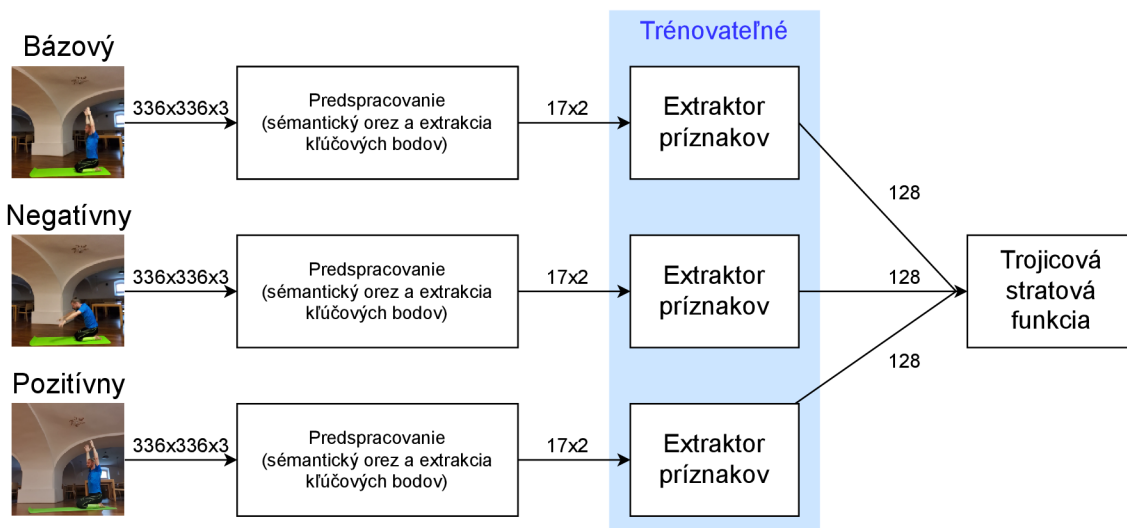 Trénovateľné
Bázový
336x336x3
Predspracovanie
(sémantický orez a extrakcia
kľúčových bodov)
17x2
Extraktor
príznakov
128
Negatívny
336x336x3
Predspracovanie
(sémantický orez a extrakcia
kľúčových bodov)
17x2
Extraktor
príznakov
128
Trojicová
stratová
funkcia
Pozitívny
336x336x3
Predspracovanie
(sémantický orez a extrakcia
kľúčových bodov)
17x2
Extraktor
príznakov
128